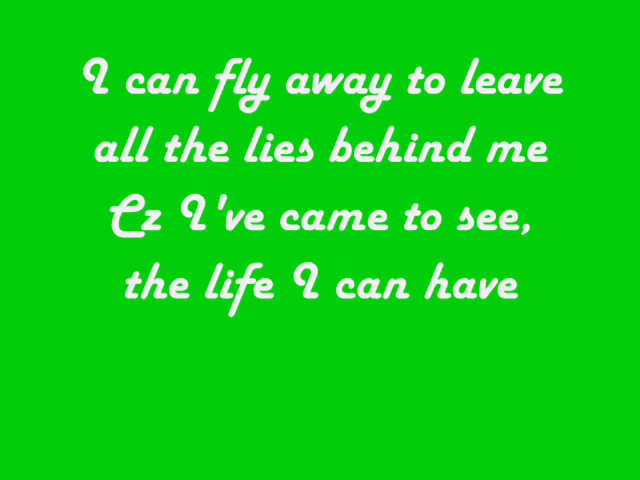 I can fly away to leave
all the lies behind me
Cz I've came to see,
the life I can have